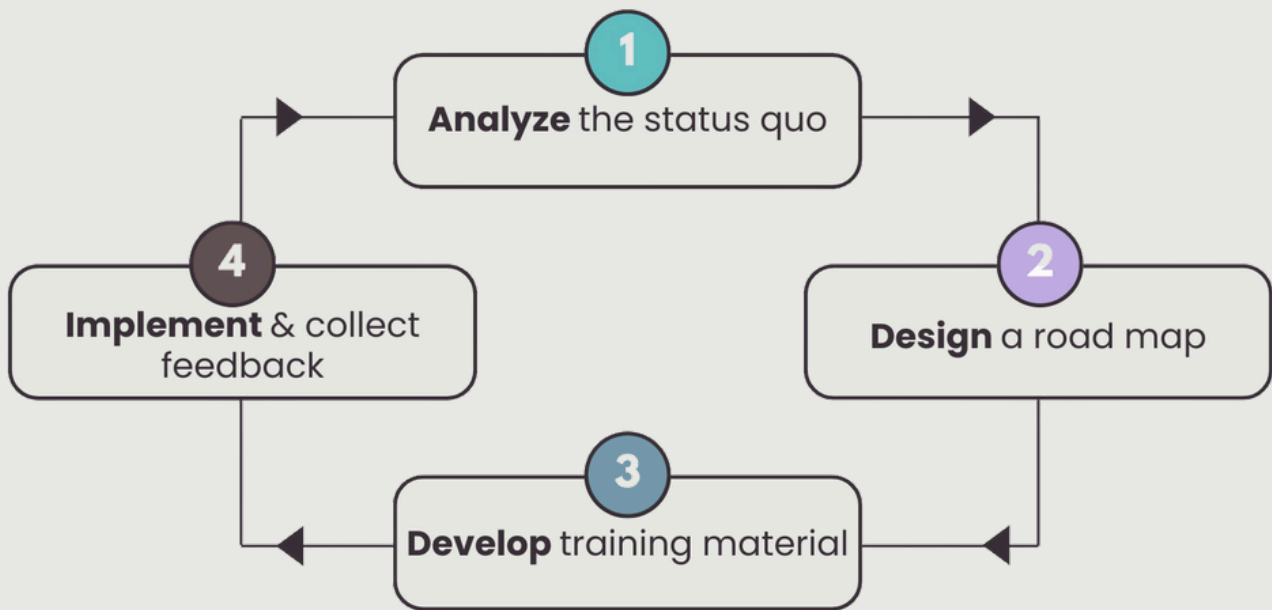 1
Analyze the status quo
2
Design a road map
3
Develop training material
4
Implement & collect
feedback